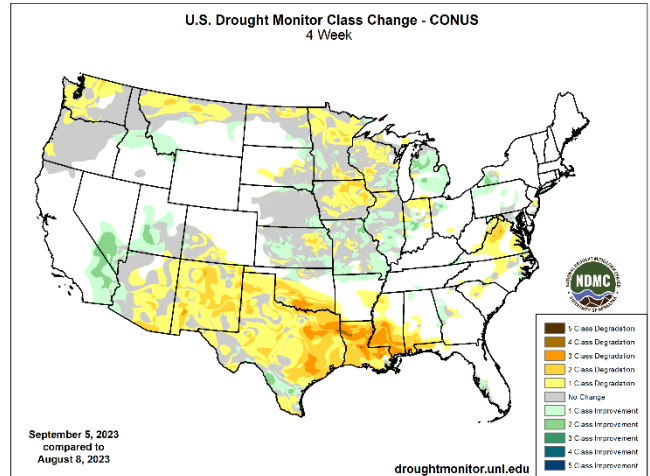 U.S. Drought Monitor Class Change - CONUS
4 Week
NDMC
5 Class Degradation
4 Class Degradation
3 Class Degradation
2 Class Degradation
1 Class Degradation
No Change
1 Class Improvement
2 Class Improvement
3 Class Improvement
4 Class Improvement
5 Class Improvement
September 5, 2023
compared to
August 8, 2023
droughtmonitor.unl.edu